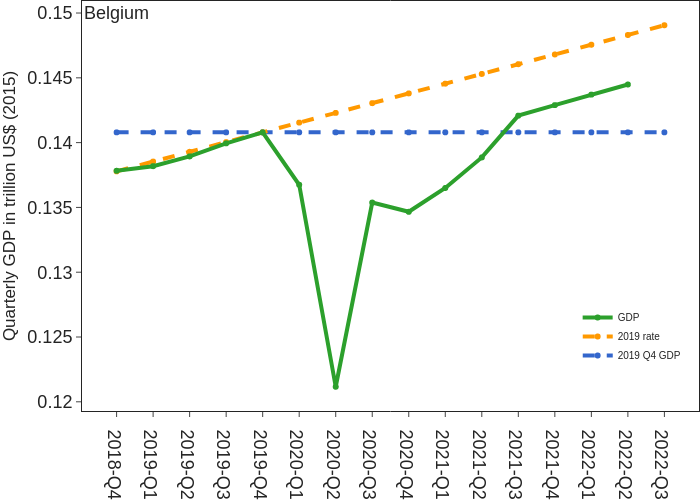 Belgium
Quarterly GDP in trillion US$ (2015)
0.15
0.145
0.14
0.135
0.13
0.125
0.12
GDP
2019 rate
2019 Q4 GDP
2018-Q4
2019-Q1
2019-Q2
2019-Q3
2019-Q4
2020-Q1
2020-Q2
2020-Q3
2020-Q4
2021-Q1
2021-Q2
2021-Q3
2021-Q4
2022-Q1
2022-Q2
2022-Q3